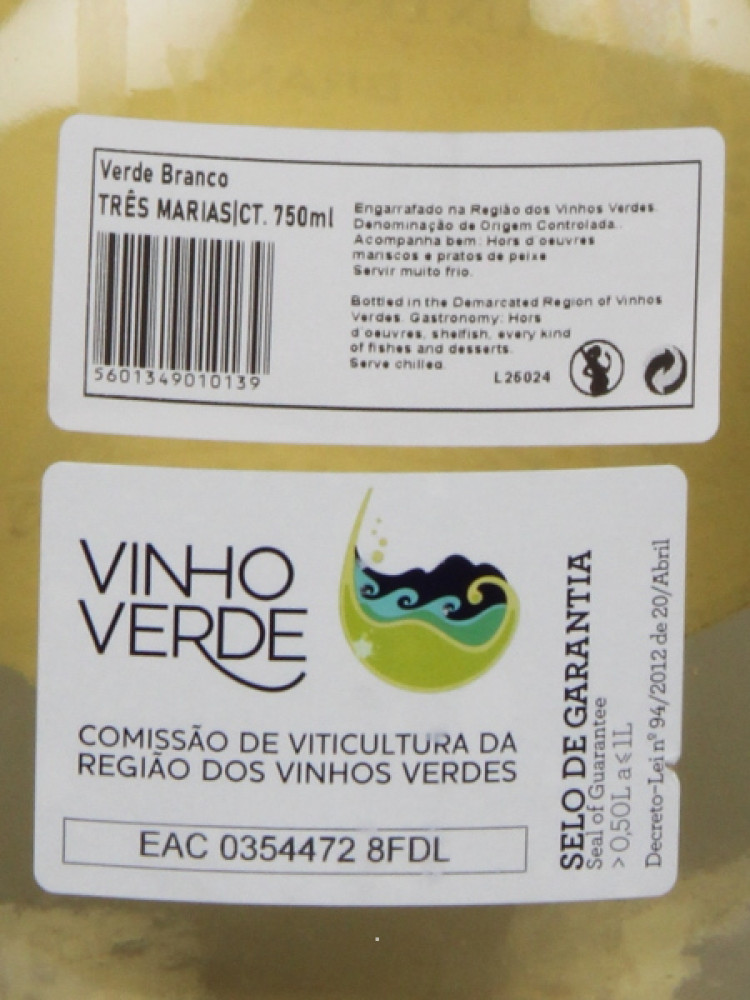 Verde Branco
TRÊS MARIAS|CT. 750ml
5601349010139
Engarrafado na Região dos Vinhos Verdes.
Denominação de Origem Controlada.
Acompanha bem: Hors d'oeuvres
mariscos e pratos de peixe
Servir muito frio.
Bottled in the Demarcated Region of Vinhos
Verdes. Gastronomy: Hors
d'oeuvres, shelfish, every kind
of fishes and desserts.
Serve chilled.
L26024
VINHO
VERDE
COMISSÃO DE VITICULTURA DA
REGIÃO DOS VINHOS VERDES
EAC 0354472 8FDL
SELO DE GARANTIA
Seal of Guarantee
> 0,50L a ≤ 1L
Decreto-Lei nº 94/2012 de 20/Abril